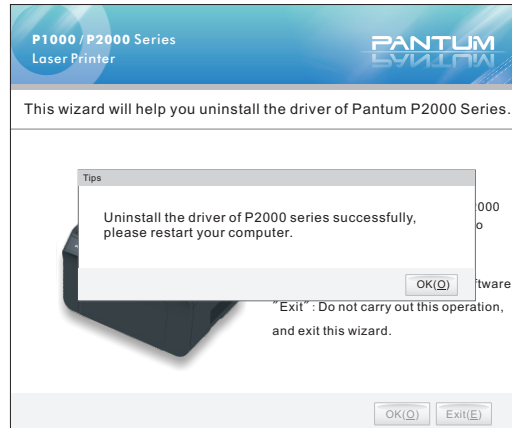 P1000 / P2000 Series
Laser Printer
PANTUM
This wizard will help you uninstall the driver of Pantum P2000 Series.
Tips
Uninstall the driver of P2000 series successfully,
please restart your computer.
OK(O)
"Exit" : Do not carry out this operation,
and exit this wizard.
OK(O) Exit(E)